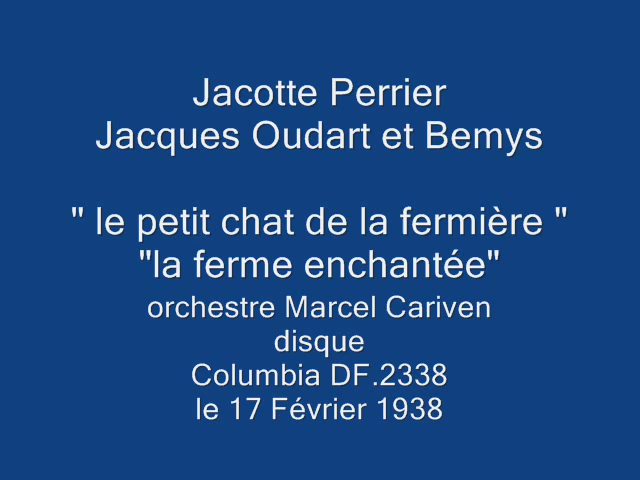 Jacotte Perrier
Jacques Oudart et Bemys
" le petit chat de la fermière "
"la ferme enchantée"
orchestre Marcel Cariven
disque
Columbia DF.2338
le 17 Février 1938